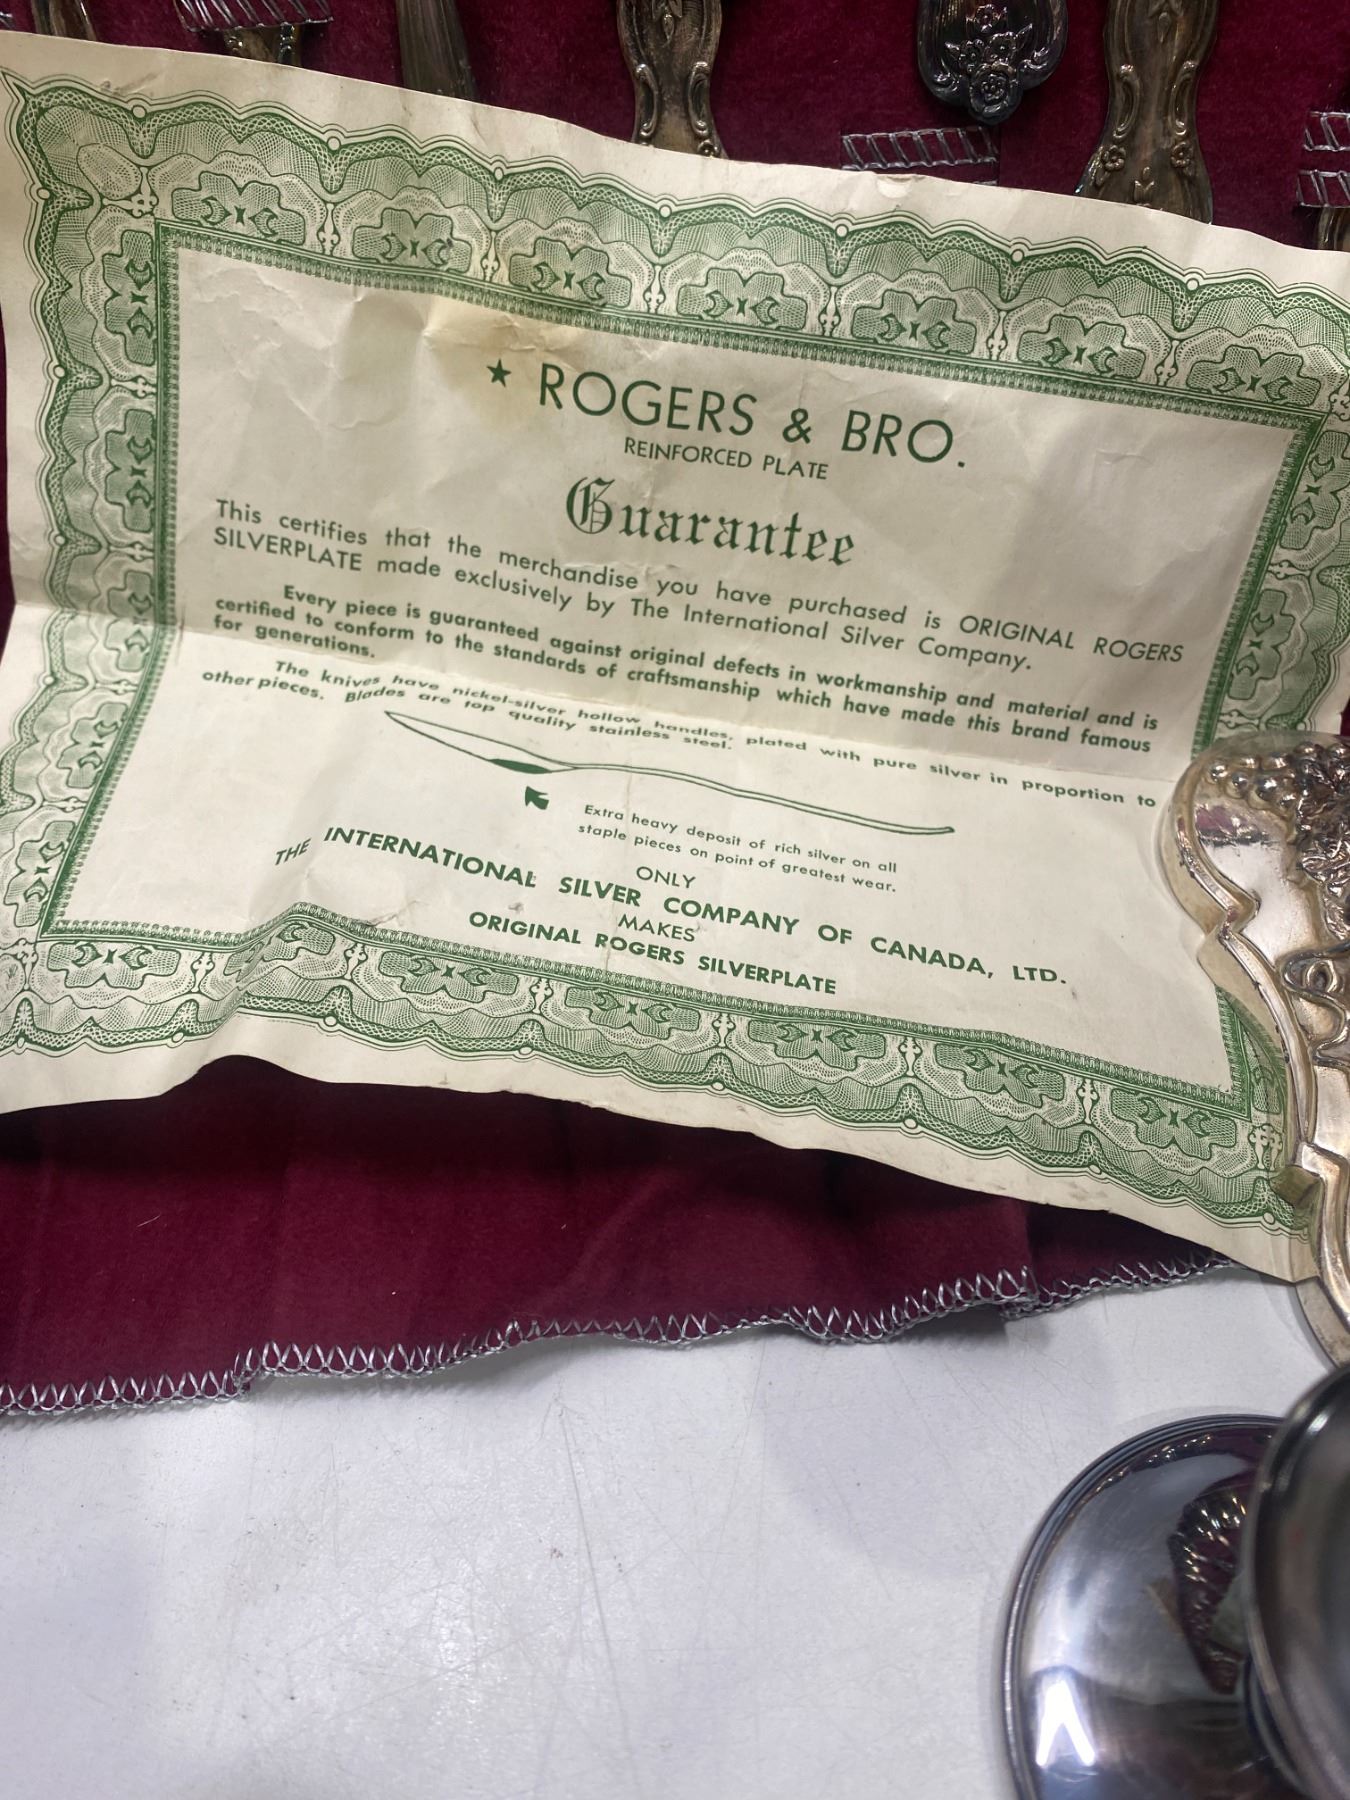 ★ ROGERS & BRO.
REINFORCED PLATE
Guarantee
This certifies that the merchandise you have purchased is ORIGINAL ROGERS
SILVERPLATE made exclusively by The International Silver Company.
Every piece is guaranteed against original defects in workmanship and material and is
certified to conform to the standards of craftsmanship which have made this brand famous
for generations.
The knives have nickel-silver hollow handles, plated with pure silver in proportion to
other pieces. Blades are top quality stainless steel.
Extra heavy deposit of rich silver on all
staple pieces on point of greatest wear.
ONLY
THE INTERNATIONAL SILVER COMPANY OF CANADA, LTD.
MAKES
ORIGINAL ROGERS SILVERPLATE